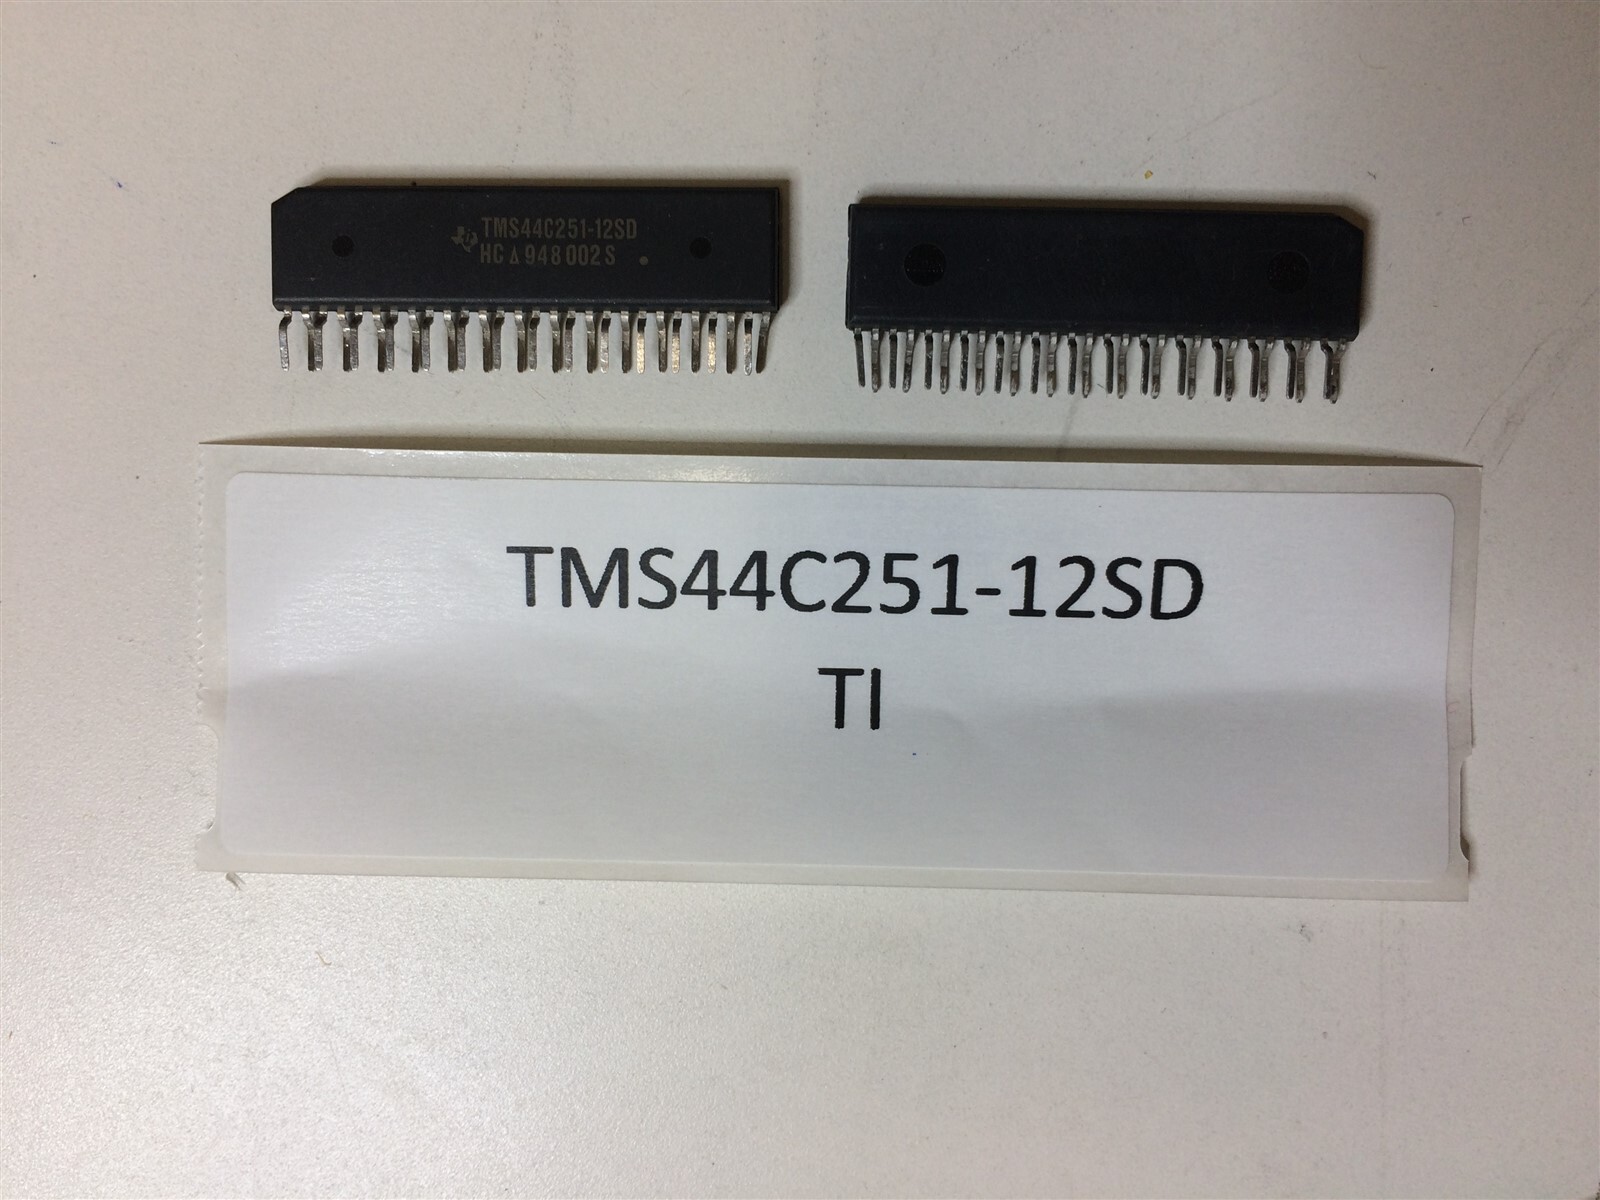 TMS44C251-12SD
HC Δ 948 002 S
TMS44C251-12SD
TI